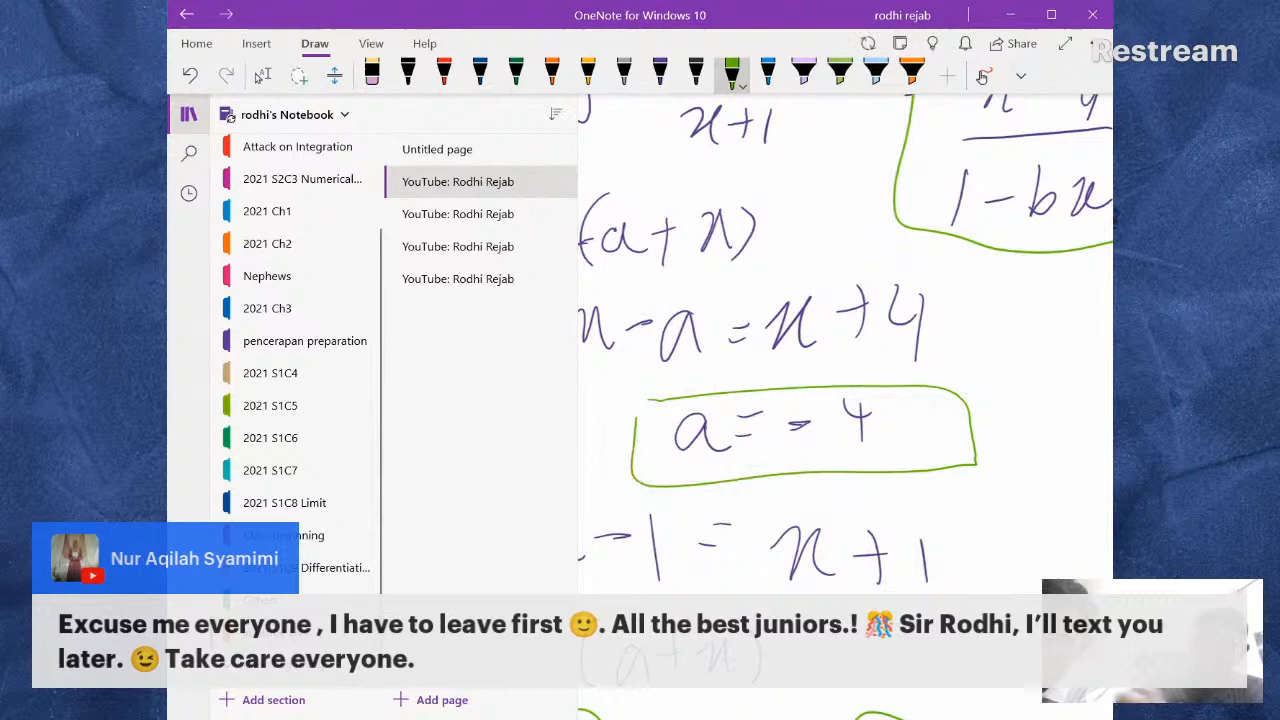 OneNote for Windows 10
rodhi rejab
Home Insert Draw View Help
Share
Restream
rodhi's Notebook
Attack on Integration
2021 S2C3 Numerical...
2021 Ch1
2021 Ch2
Nephews
2021 Ch3
pencerapan preparation
2021 S1C4
2021 S1C5
2021 S1C6
2021 S1C7
2021 S1C8 Limit
Differentiati...
Add section
Untitled page
YouTube: Rodhi Rejab
YouTube: Rodhi Rejab
YouTube: Rodhi Rejab
YouTube: Rodhi Rejab
Add page
x+1
1-bx
(a+x)
x-a=x+4
a=-4
-1=x+1
(a+x)
Nur Aqilah Syamimi
Excuse me everyone , I have to leave first 🙂. All the best juniors.! 🎊 Sir Rodhi, I’ll text you
later. 😉 Take care everyone.